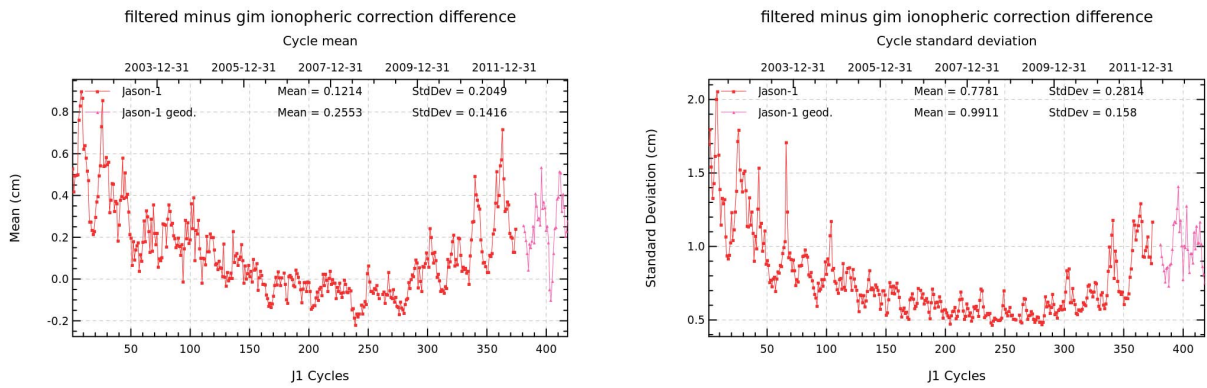 filtered minus gim ionopheric correction difference
Cycle mean
2003-12-31 2005-12-31 2007-12-31 2009-12-31 2011-12-31
Jason-1 Mean = 0.1214 StdDev = 0.2049
Jason-1 geod. Mean = 0.2553 StdDev = 0.1416
0.8
0.6
0.4
0.2
0.0
-0.2
Mean (cm)
50 100 150 200 250 300 350 400
J1 Cycles
filtered minus gim ionopheric correction difference
Cycle standard deviation
2003-12-31 2005-12-31 2007-12-31 2009-12-31 2011-12-31
Jason-1 Mean = 0.7781 StdDev = 0.2814
Jason-1 geod. Mean = 0.9911 StdDev = 0.158
2.0
1.5
1.0
0.5
Standard Deviation (cm)
50 100 150 200 250 300 350 400
J1 Cycles